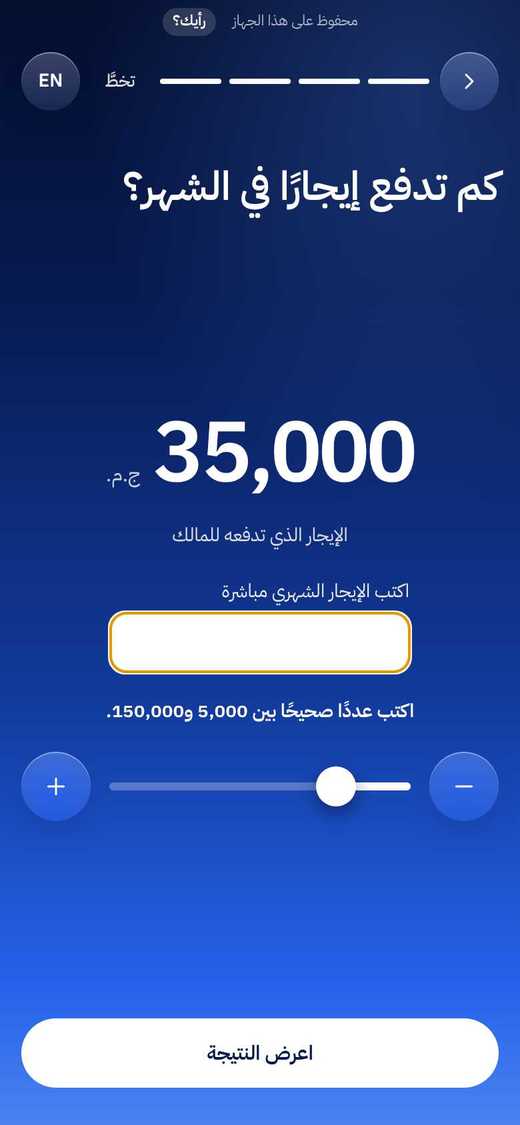 محفوظ على هذا الجهاز رأيك؟
تخطَّ EN
كم تدفع إيجارًا في الشهر؟
35,000 ج.م.
الإيجار الذي تدفعه للمالك
اكتب الإيجار الشهري مباشرة
اكتب عددًا صحيحًا بين 5,000 و150,000.
اعرض النتيجة